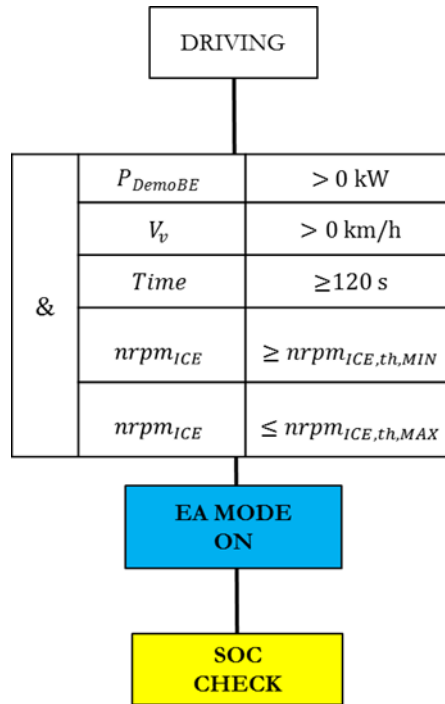 DRIVING
P_DemoBE > 0 kW
V_v > 0 km/h
Time ≥120 s
&
nrpm_ICE ≥ nrpm_ICE,th,MIN
nrpm_ICE ≤ nrpm_ICE,th,MAX
EA MODE
ON
SOC
CHECK